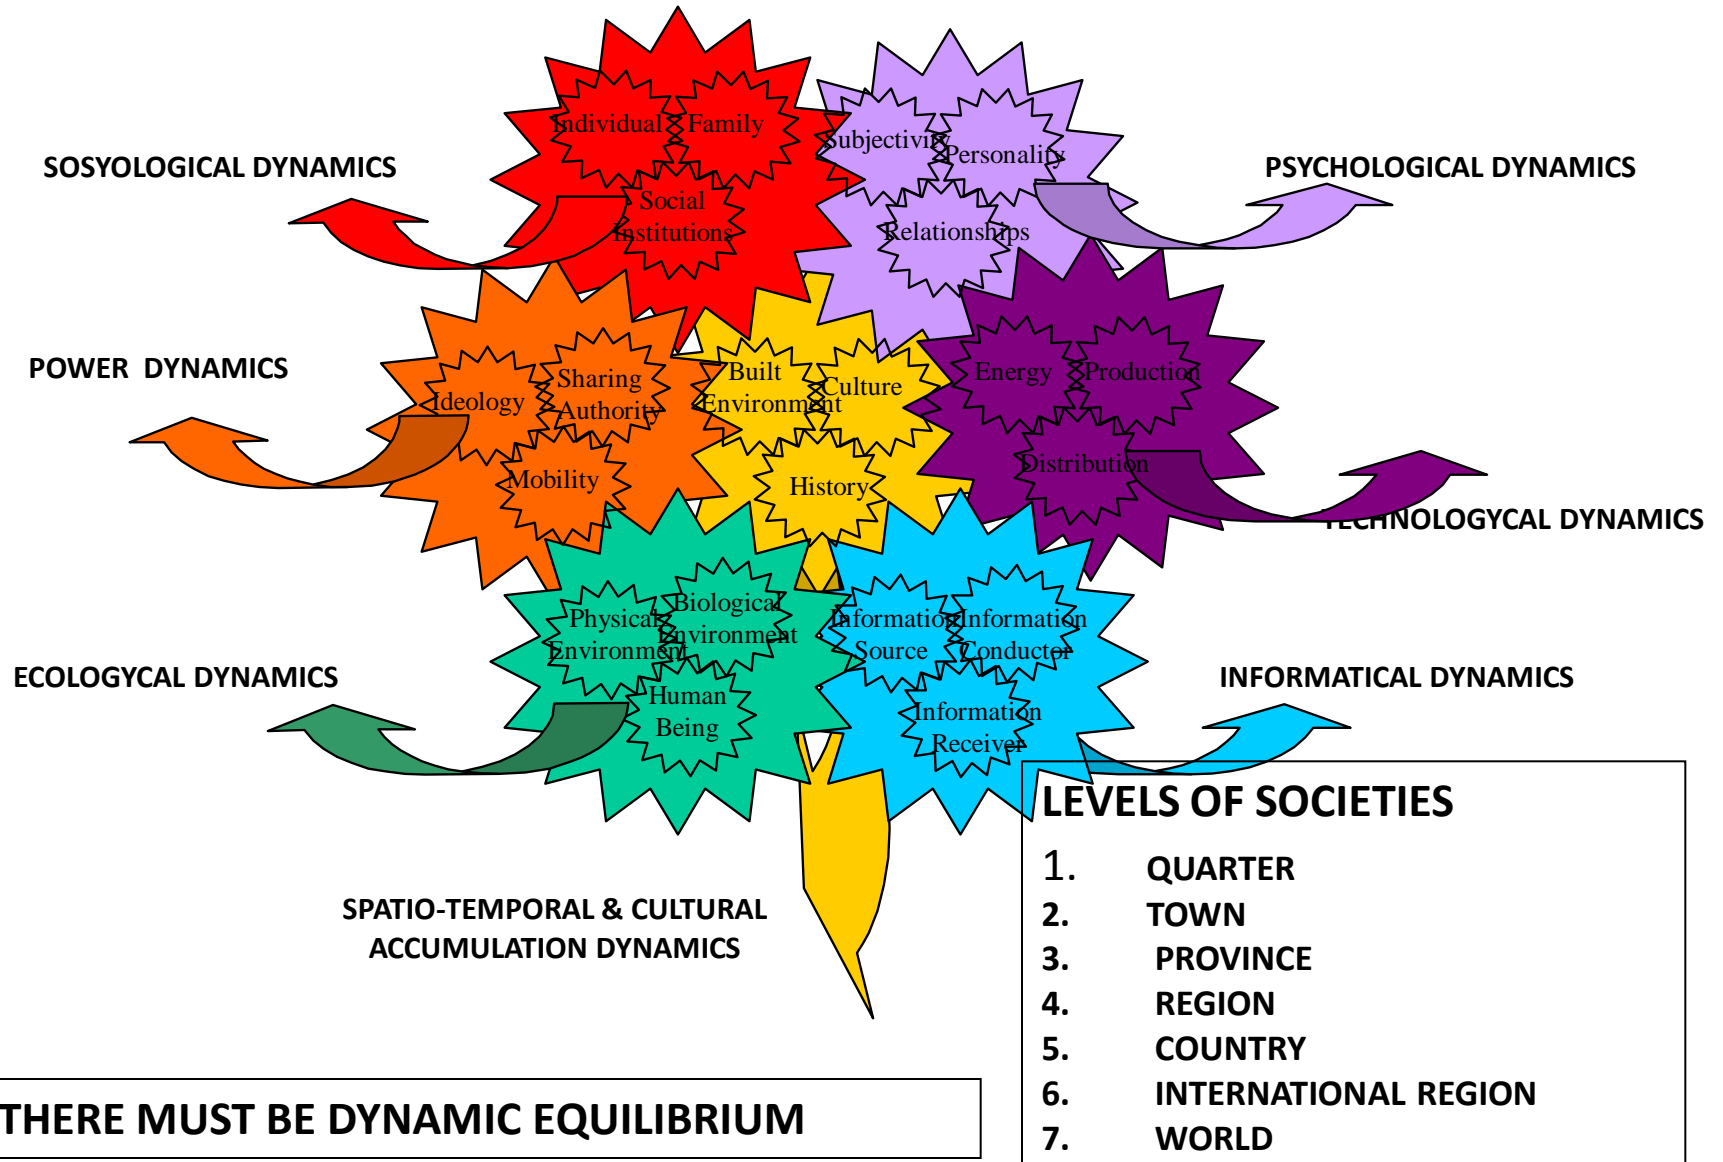 Individual
Family
Social
Institutions
Subjectivity
Personality
Relationships
SOSYOLOGICAL DYNAMICS
PSYCHOLOGICAL DYNAMICS
POWER DYNAMICS
Ideology
Sharing
Authority
Mobility
Built
Environment
Culture
History
Energy
Production
Distribution
TECHNOLOGYCAL DYNAMICS
Physical
Environment
Biological
Environment
Human
Being
Information
Source
Information
Conductor
Information
Receiver
ECOLOGYCAL DYNAMICS
INFORMATICAL DYNAMICS
SPATIO-TEMPORAL & CULTURAL
ACCUMULATION DYNAMICS
LEVELS OF SOCIETIES
1. QUARTER
2. TOWN
3. PROVINCE
4. REGION
5. COUNTRY
6. INTERNATIONAL REGION
7. WORLD
THERE MUST BE DYNAMIC EQUILIBRIUM